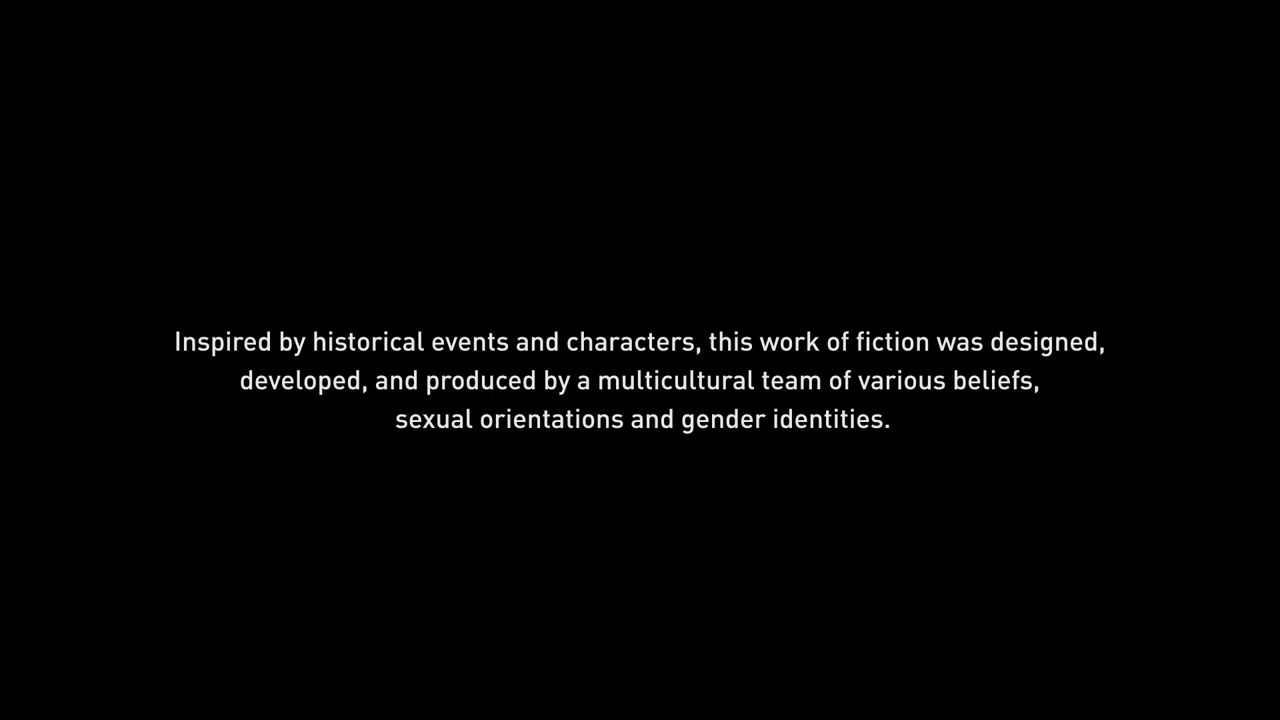 Inspired by historical events and characters, this work of fiction was designed,
developed, and produced by a multicultural team of various beliefs,
sexual orientations and gender identities.